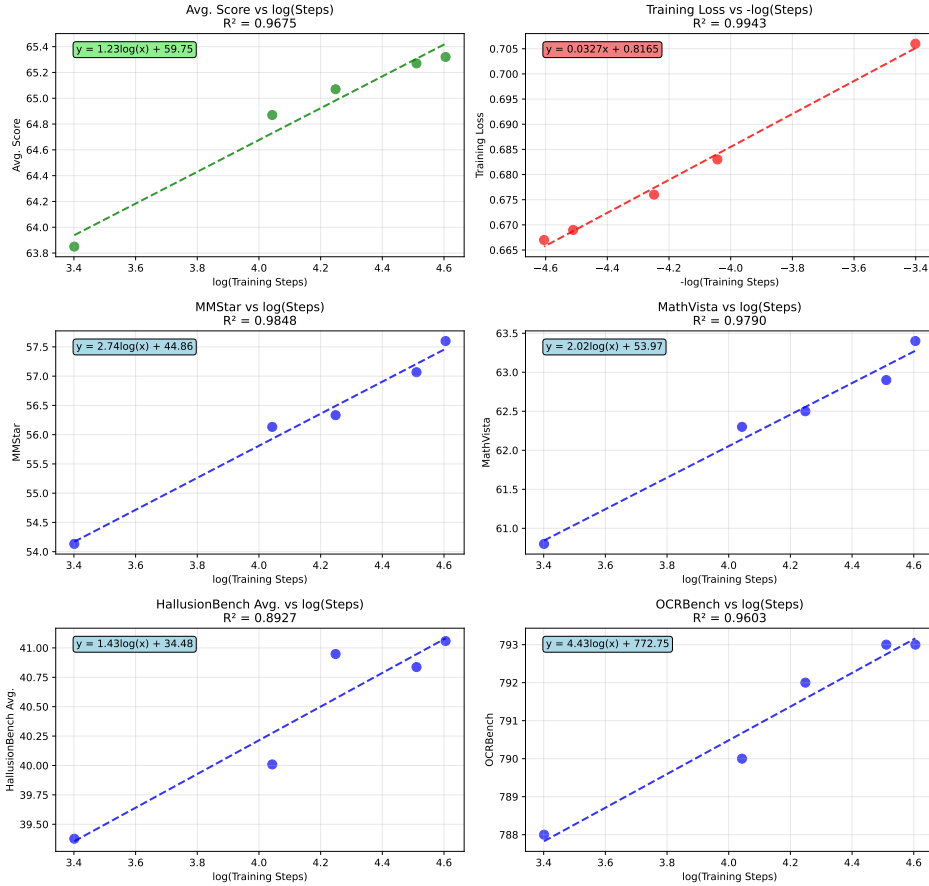 Avg. Score vs log(Steps)
R² = 0.9675
y = 1.23log(x) + 59.75
Avg. Score
65.4
65.2
65.0
64.8
64.6
64.4
64.2
64.0
63.8
3.4 3.6 3.8 4.0 4.2 4.4 4.6
log(Training Steps)
Training Loss vs -log(Steps)
R² = 0.9943
y = 0.0327x + 0.8165
Training Loss
0.705
0.700
0.695
0.690
0.685
0.680
0.675
0.670
0.665
−4.6 −4.4 −4.2 −4.0 −3.8 −3.6 −3.4
-log(Training Steps)
MMStar vs log(Steps)
R² = 0.9848
y = 2.74log(x) + 44.86
MMStar
57.5
57.0
56.5
56.0
55.5
55.0
54.5
54.0
3.4 3.6 3.8 4.0 4.2 4.4 4.6
log(Training Steps)
MathVista vs log(Steps)
R² = 0.9790
y = 2.02log(x) + 53.97
MathVista
63.5
63.0
62.5
62.0
61.5
61.0
3.4 3.6 3.8 4.0 4.2 4.4 4.6
log(Training Steps)
HallusionBench Avg. vs log(Steps)
R² = 0.8927
y = 1.43log(x) + 34.48
HallusionBench Avg.
41.00
40.75
40.50
40.25
40.00
39.75
39.50
3.4 3.6 3.8 4.0 4.2 4.4 4.6
log(Training Steps)
OCRBench vs log(Steps)
R² = 0.9603
y = 4.43log(x) + 772.75
OCRBench
793
792
791
790
789
788
3.4 3.6 3.8 4.0 4.2 4.4 4.6
log(Training Steps)